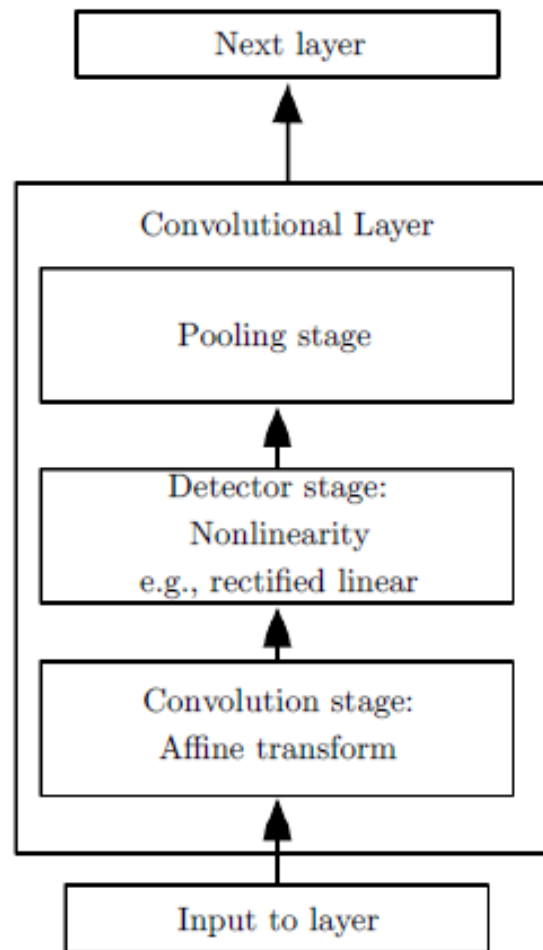 Next layer
Convolutional Layer
Pooling stage
Detector stage:
Nonlinearity
e.g., rectified linear
Convolution stage:
Affine transform
Input to layer